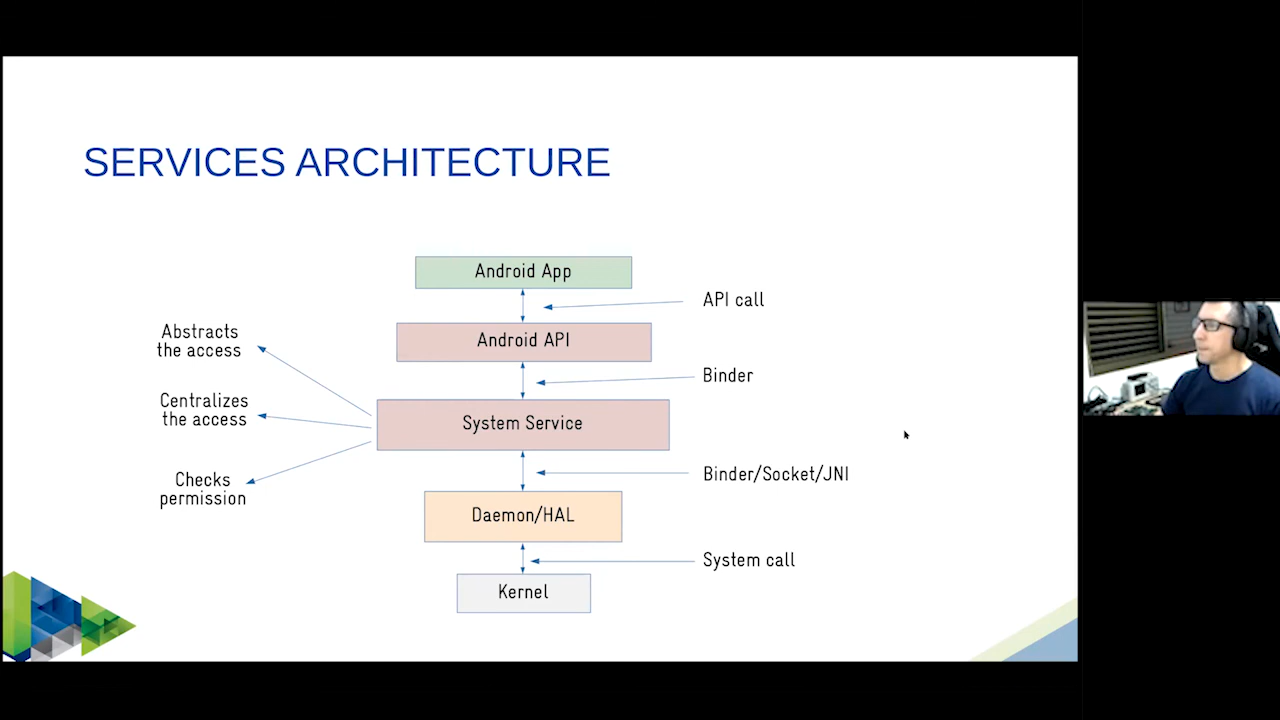 SERVICES ARCHITECTURE
Android App
API call
Android API
Abstracts
the access
Binder
Centralizes
the access
System Service
Checks
permission
Binder/Socket/JNI
Daemon/HAL
System call
Kernel